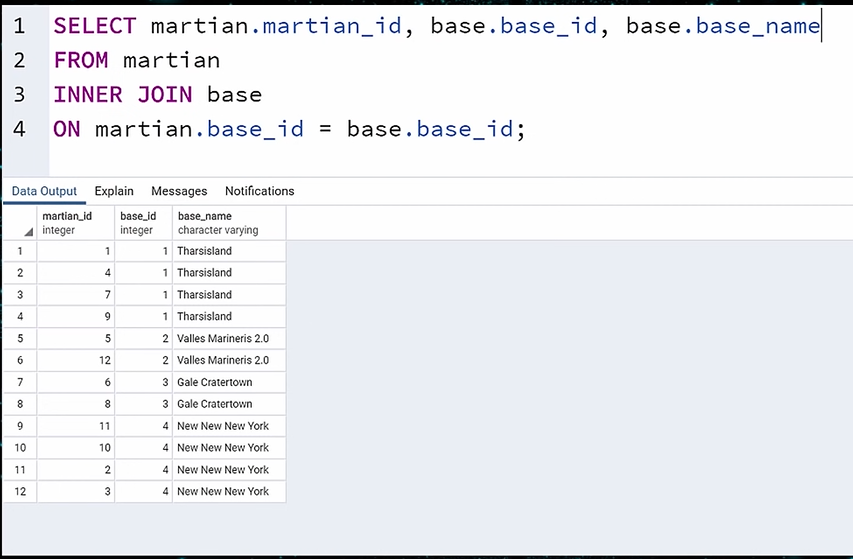 1 SELECT martian.martian_id, base.base_id, base.base_name
2 FROM martian
3 INNER JOIN base
4 ON martian.base_id = base.base_id;
Data Output Explain Messages Notifications
martian_id base_id base_name
integer integer character varying
1 1 1 Tharsisland
2 4 1 Tharsisland
3 7 1 Tharsisland
4 9 1 Tharsisland
5 5 2 Valles Marineris 2.0
6 12 2 Valles Marineris 2.0
7 6 3 Gale Cratertown
8 8 3 Gale Cratertown
9 11 4 New New New York
10 10 4 New New New York
11 2 4 New New New York
12 3 4 New New New York